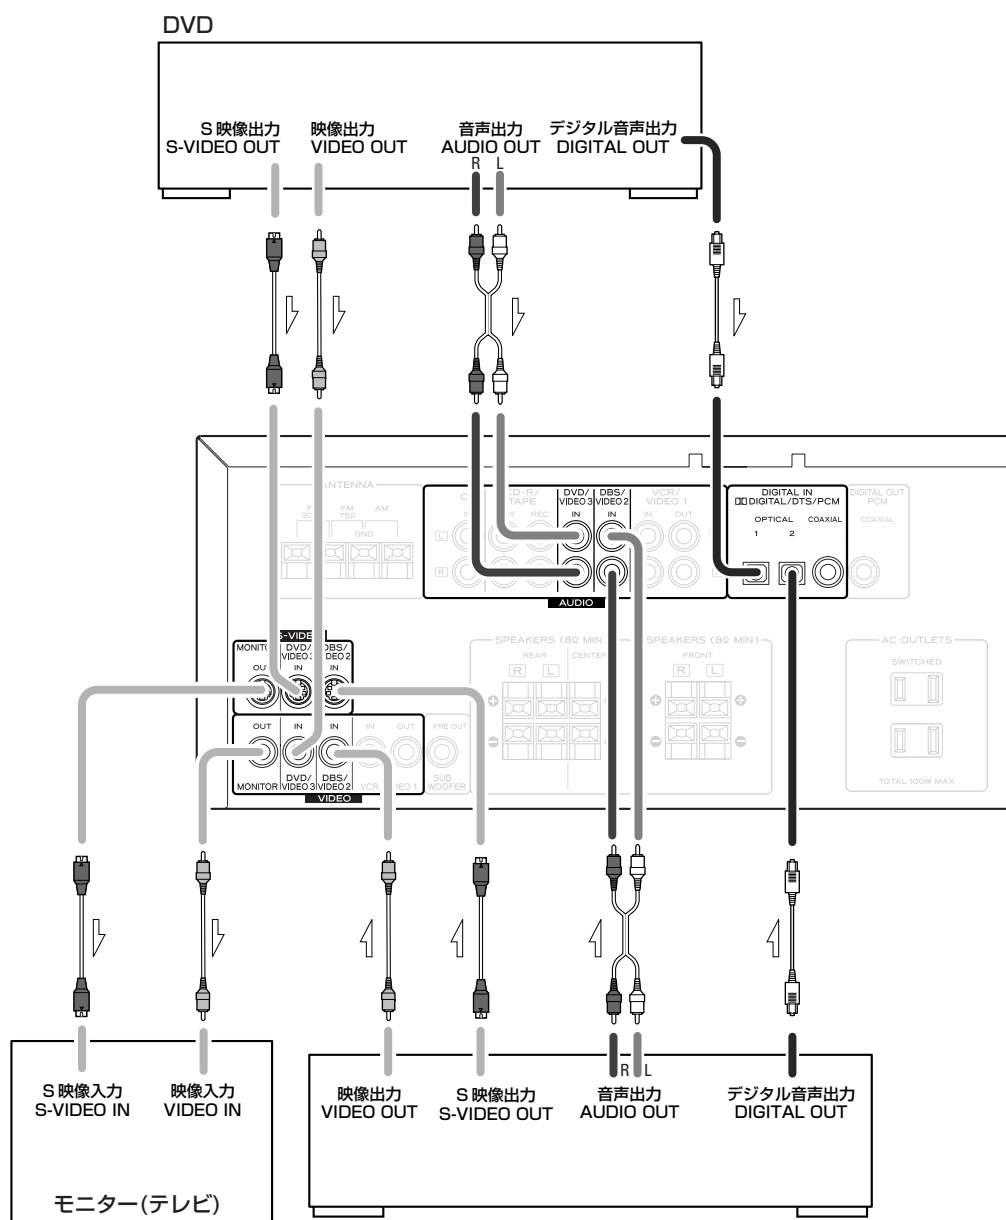 DVD
S 映像出力 映像出力 音声出力 デジタル音声出力
S-VIDEO OUT VIDEO OUT AUDIO OUT DIGITAL OUT
R L
ANTENNA
FM
75Ω
AM
GND
CD-R/
TAPE
REC
DVD/
VIDEO 3
IN
DBS/
VIDEO 2
IN
VCR/
VIDEO 1
IN OUT
L
R
AUDIO
DIGITAL IN
DIGITAL/DTS/PCM
OPTICAL COAXIAL
1 2
DIGITAL OUT
PCM
COAXIAL
S-VIDEO
MONITOR DVD/ DBS/
VIDEO 3 VIDEO 2
OUT IN IN
OUT IN IN IN OUT PRE OUT
DVD/ DBS/
MONITOR VIDEO 3 VIDEO 2 VCR
VIDEO
SUB
WOOFER
SPEAKERS (8Ω MIN)
REAR CENTER
R L
SPEAKERS (8Ω MIN)
FRONT
R L
AC OUTLETS
SWITCHED
TOTAL 100W MAX
R L
S 映像入力 映像入力
S-VIDEO IN VIDEO IN
モニター(テレビ)
映像出力 S 映像出力 音声出力 デジタル音声出力
VIDEO OUT S-VIDEO OUT AUDIO OUT DIGITAL OUT